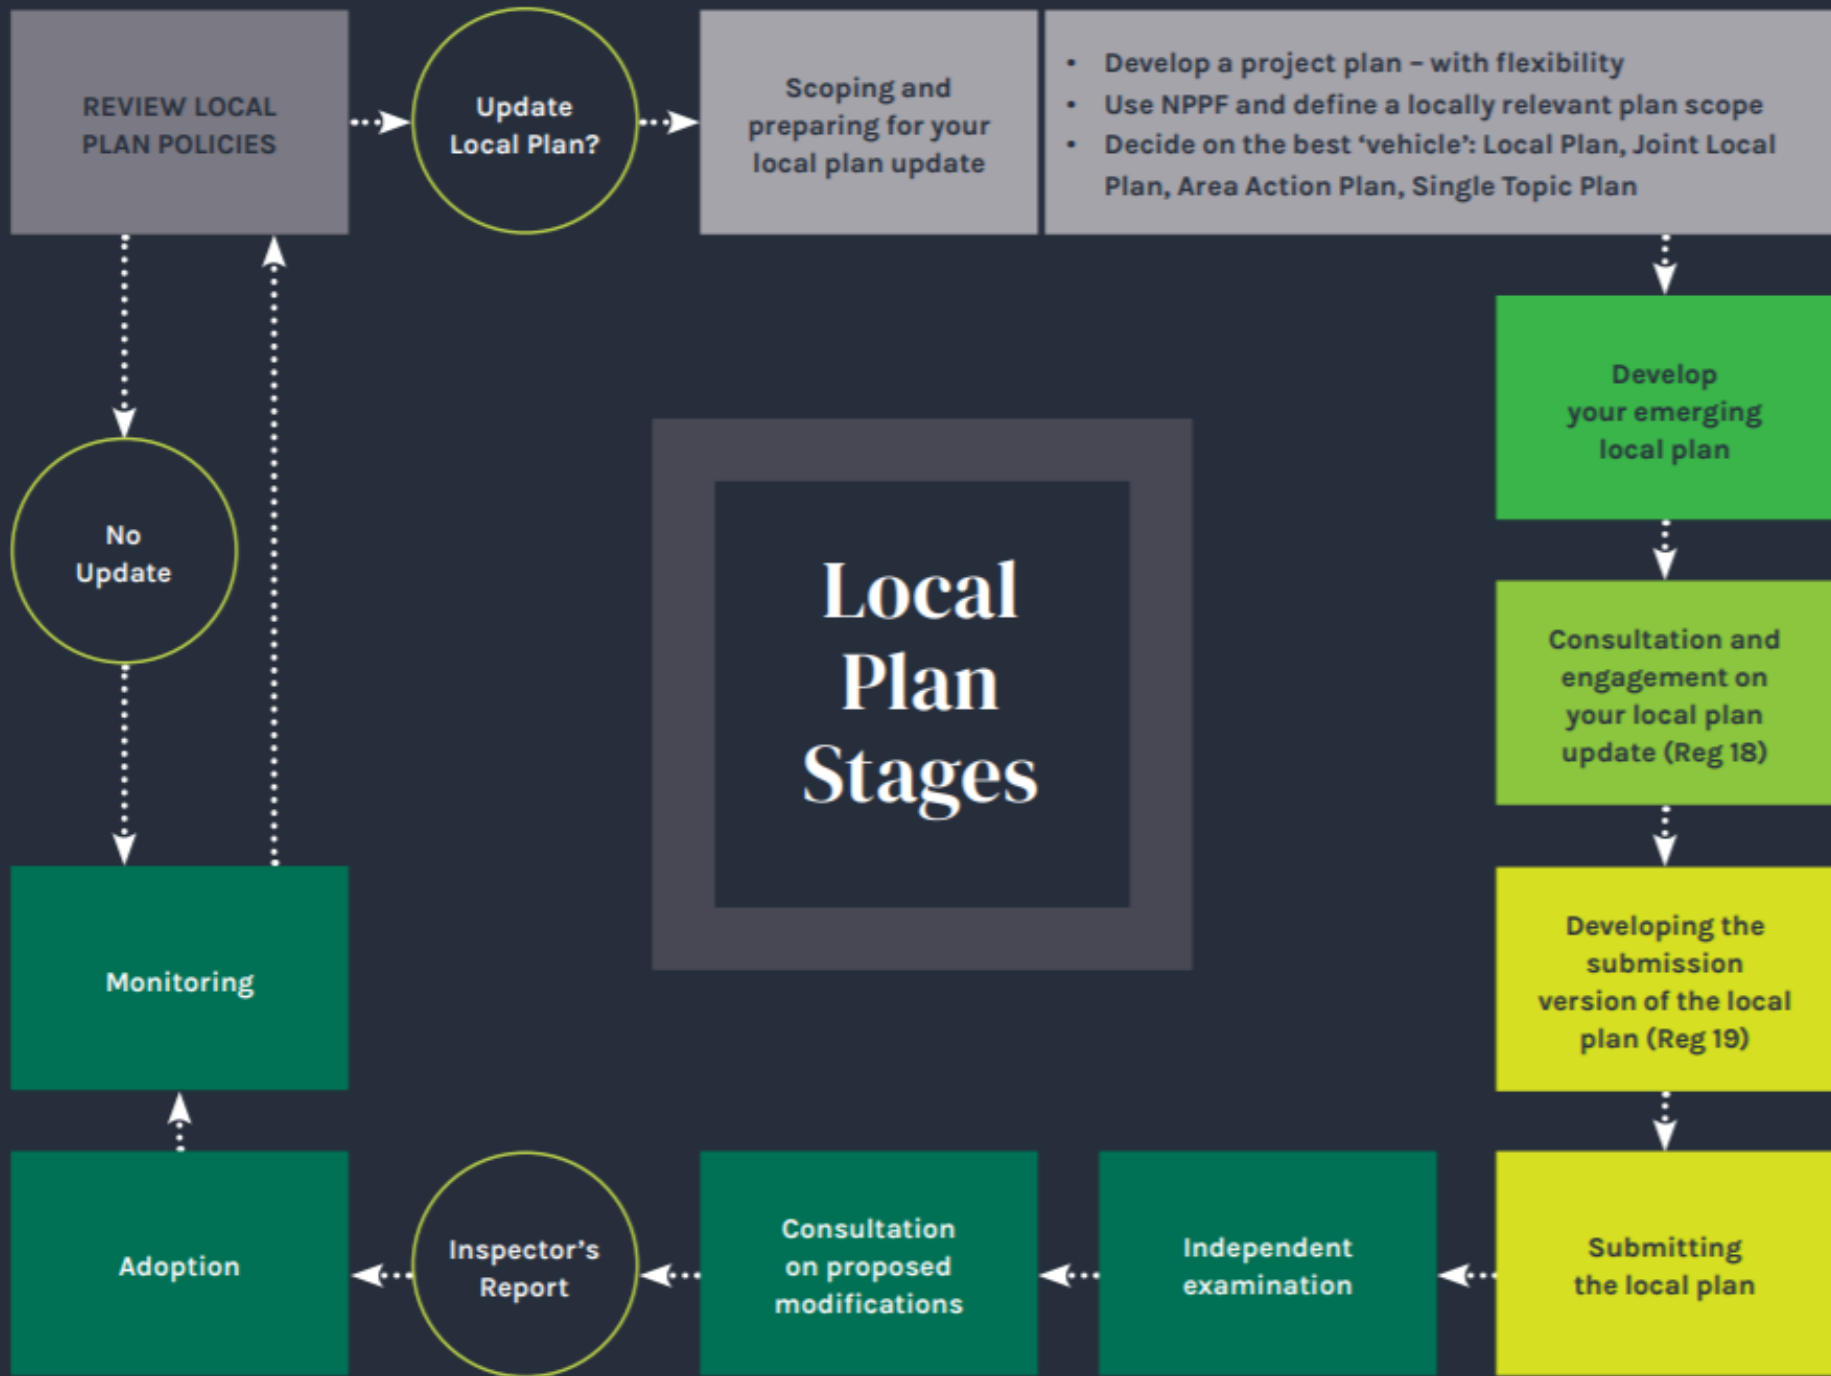 REVIEW LOCAL
PLAN POLICIES
Update
Local Plan?
Scoping and
preparing for your
local plan update
• Develop a project plan – with flexibility
• Use NPPF and define a locally relevant plan scope
• Decide on the best ‘vehicle’: Local Plan, Joint Local
Plan, Area Action Plan, Single Topic Plan
Develop
your emerging
local plan
No
Update
Local
Plan
Stages
Consultation and
engagement on
your local plan
update (Reg 18)
Monitoring
Developing the
submission
version of the local
plan (Reg 19)
Adoption
Inspector’s
Report
Consultation
on proposed
modifications
Independent
examination
Submitting
the local plan